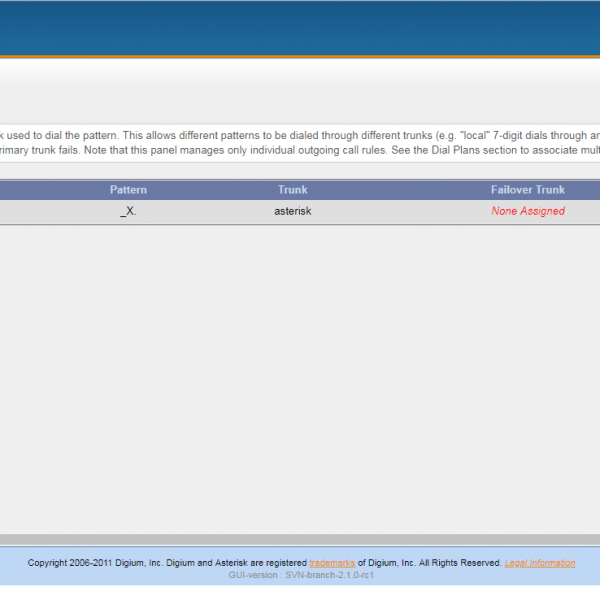 used to dial the pattern. This allows different patterns to be dialed through different trunks (e.g. "local" 7-digit dials through
primary trunk fails. Note that this panel manages only individual outgoing call rules. See the Dial Plans section to associate
Pattern Trunk Failover Trunk
_X. asterisk None Assigned
Copyright 2006-2011 Digium, Inc. Digium and Asterisk are registered trademarks of Digium, Inc. All Rights Reserved. Legal Information
GUI-version : SVN-branch-2.1.0-rc1